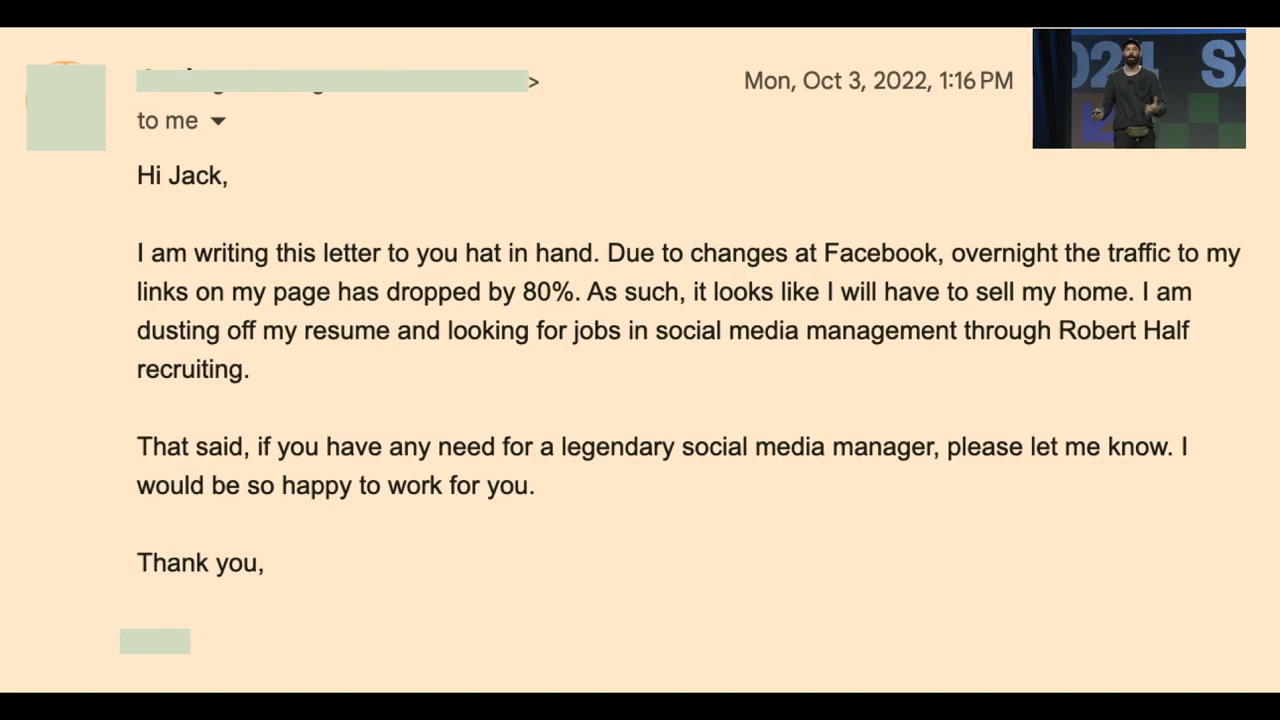 >
Mon, Oct 3, 2022, 1:16 PM
to me
Hi Jack,
I am writing this letter to you hat in hand. Due to changes at Facebook, overnight the traffic to my
links on my page has dropped by 80%. As such, it looks like I will have to sell my home. I am
dusting off my resume and looking for jobs in social media management through Robert Half
recruiting.
That said, if you have any need for a legendary social media manager, please let me know. I
would be so happy to work for you.
Thank you,